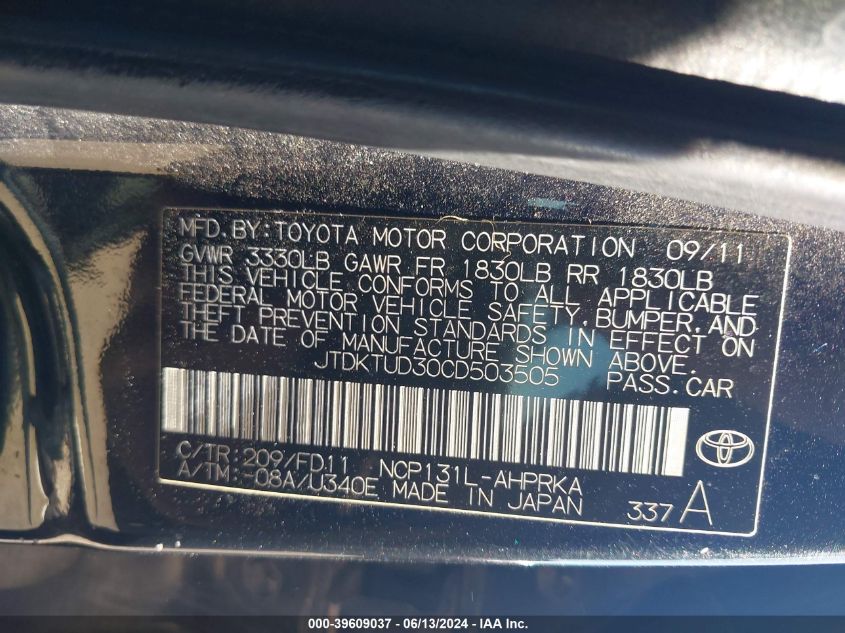 MFD. BY: TOYOTA MOTOR CORPORATION 09/11
GVWR 3330LB GAWR FR 1830LB RR 1830LB
THIS VEHICLE CONFORMS TO ALL APPLICABLE
FEDERAL MOTOR VEHICLE SAFETY, BUMPER, AND
THEFT PREVENTION STANDARDS IN EFFECT ON
THE DATE OF MANUFACTURE SHOWN ABOVE.
JTDKTUD30CD503505 PASS. CAR
C/TR: 209/FD11 NCP131L-AHPRKA
A/TM: -08A/U340E MADE IN JAPAN
337A
000-39609037 - 06/13/2024 - IAA Inc.